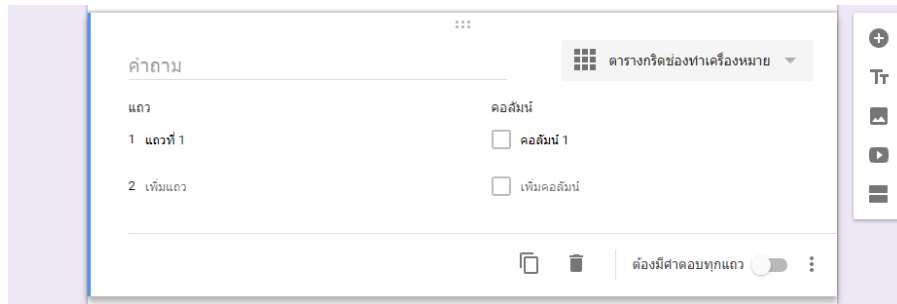 คำถาม
ตารางกริดช่องทำเครื่องหมาย
แถว
คอลัมน์
1 แถวที่ 1
คอลัมน์ 1
2 เพิ่มแถว
เพิ่มคอลัมน์
ต้องมีคำตอบทุกแถว
Tт